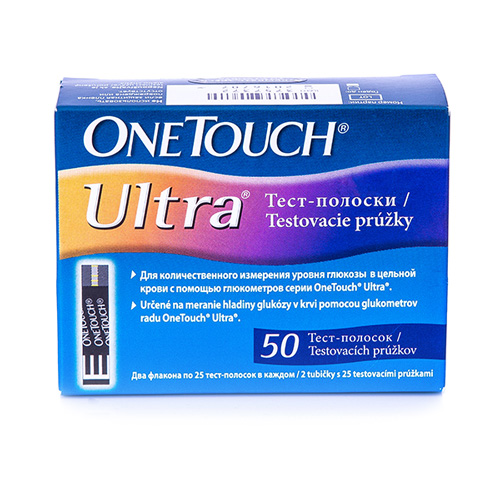 ONETOUCH®
Ultra®
Тест-полоски /
Testovacie prúžky
Для количественного измерения уровня глюкозы в цельной
крови с помощью глюкометров серии OneTouch® Ultra®.
Určené na meranie hladiny glukózy v krvi pomocou glukometrov
radu OneTouch® Ultra®.
ONETOUCH®
50 Тест-полосок /
Testovacích prúžkov
Два флакона по 25 тест-полосок в каждом / 2 tubičky s 25 testovacími prúžkami